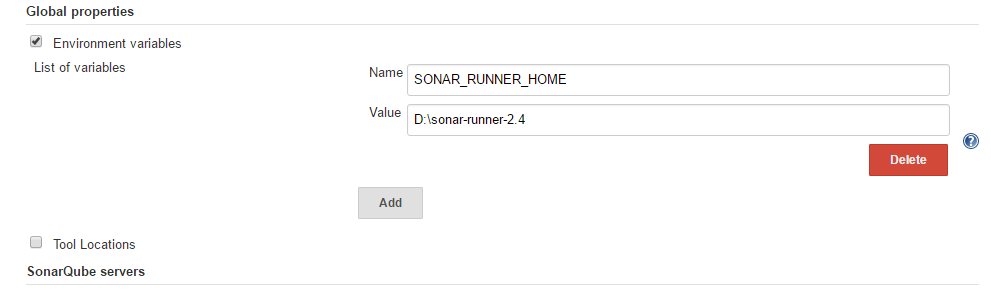 Global properties
Environment variables
List of variables
Name SONAR_RUNNER_HOME
Value D:\sonar-runner-2.4
?
Delete
Add
Tool Locations
SonarQube servers